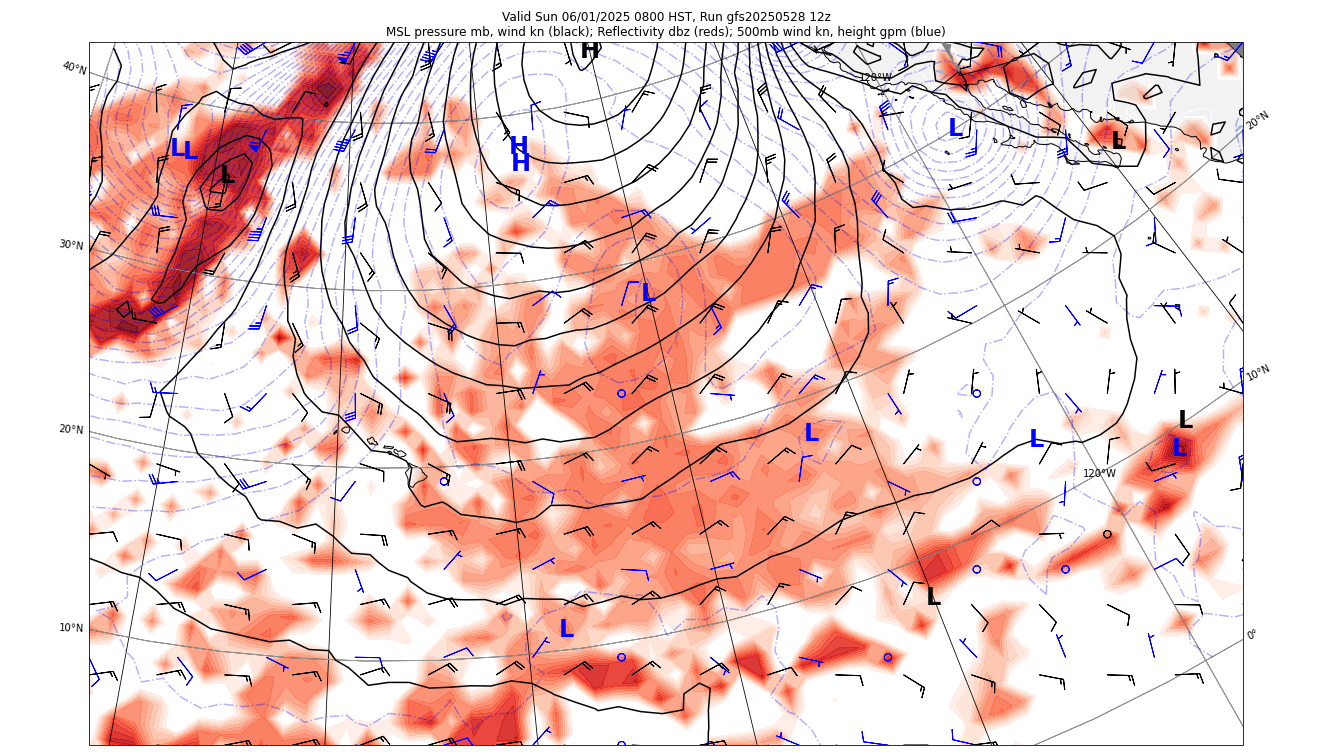 Valid Sun 06/01/2025 0800 HST, Run gfs20250528 12z
MSL pressure mb, wind kn (black); Reflectivity dbz (reds); 500mb wind kn, height gpm (blue)
H
40°N
120°W
20°N
L
L
H
LL
H
L
30°N
L
10°N
20°N
L
L
L
L
120°W
L
10°N
L
0°